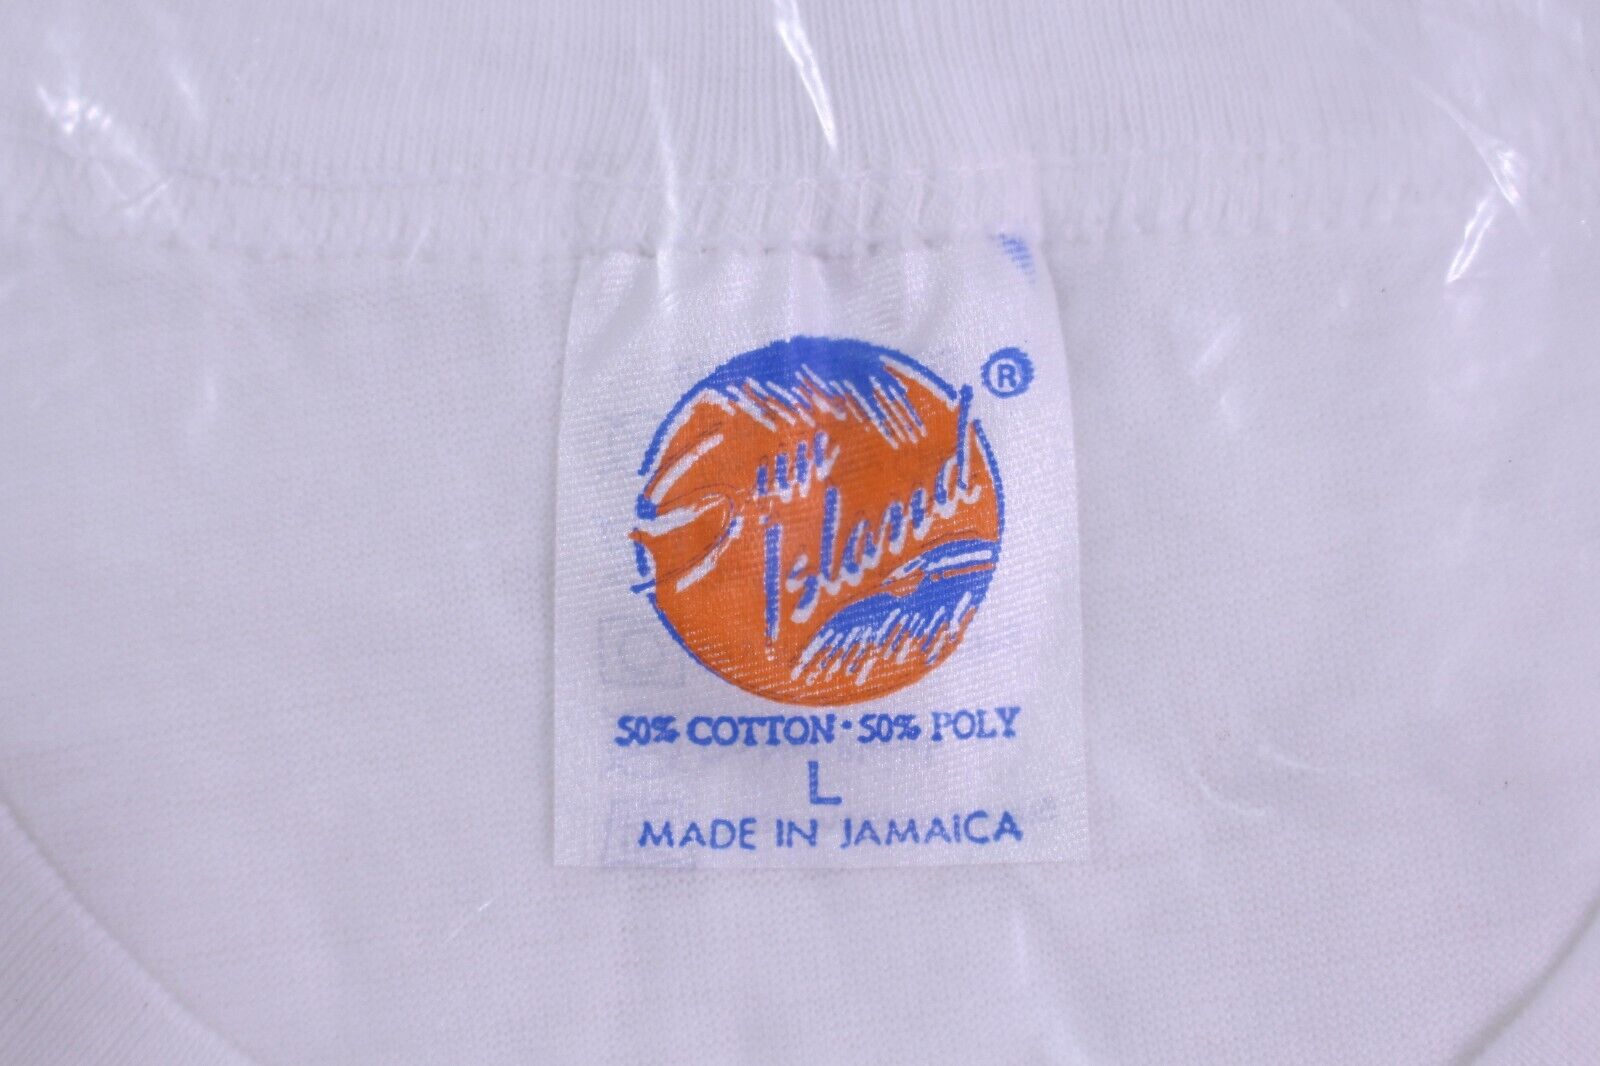 Sun
Island
®
50% COTTON · 50% POLY
L
MADE IN JAMAICA